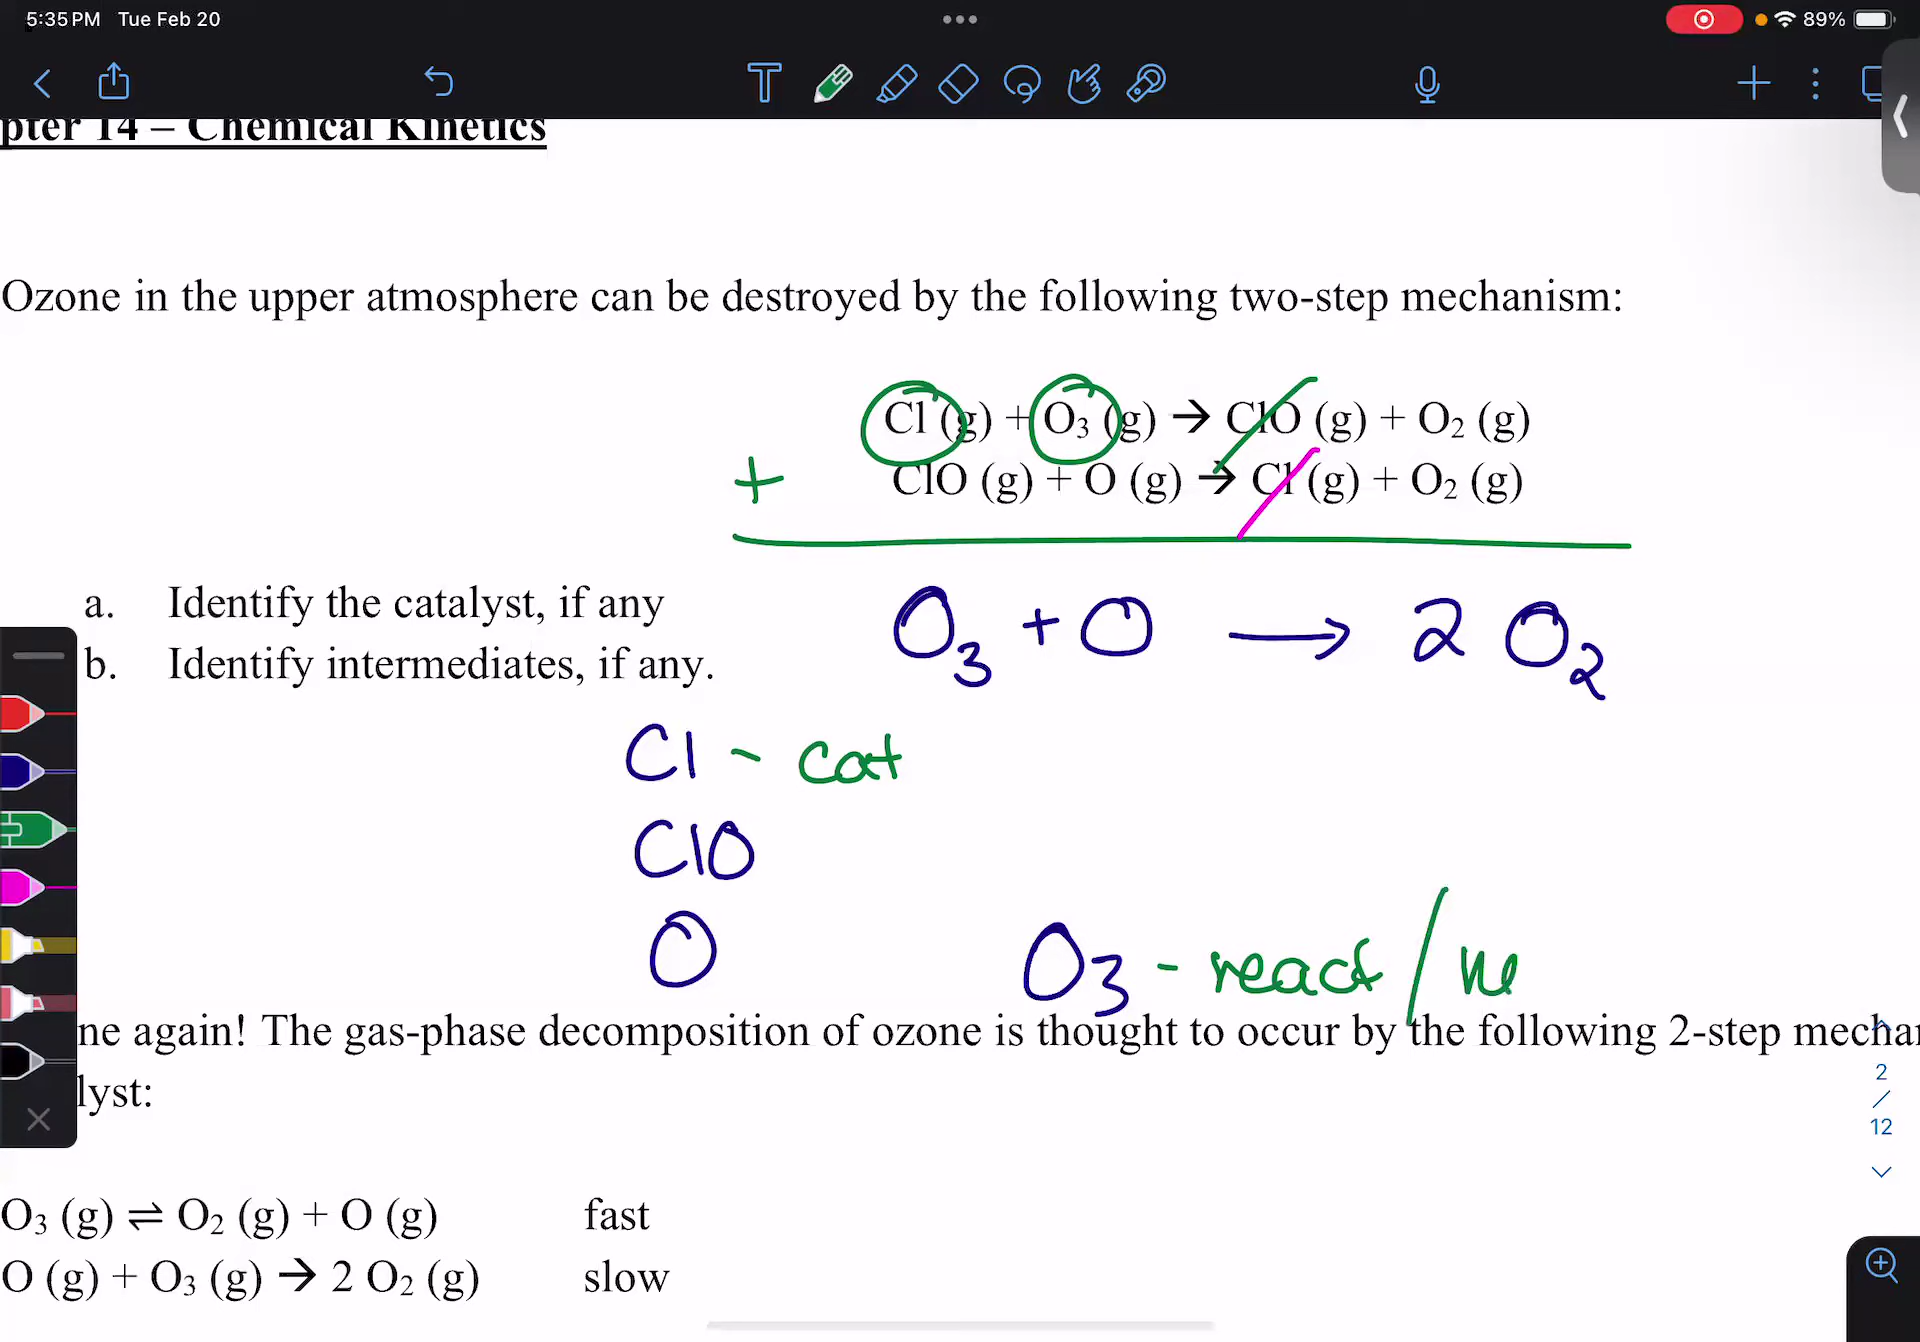 5:35 PM Tue Feb 20
89%
pter 14 – Chemical Kinetics
Ozone in the upper atmosphere can be destroyed by the following two-step mechanism:
Cl (g) + O₃ (g) → ClO (g) + O₂ (g)
+ ClO (g) + O (g) → Cl (g) + O₂ (g)
a. Identify the catalyst, if any
O₃ + O → 2 O₂
b. Identify intermediates, if any.
Cl - cat
ClO
O
O3 - react /
ne again! The gas-phase decomposition of ozone is thought to occur by the following 2-step mecha
lyst:
2
/
12
O₃ (g) ⇌ O₂ (g) + O (g) fast
O (g) + O₃ (g) → 2 O₂ (g) slow